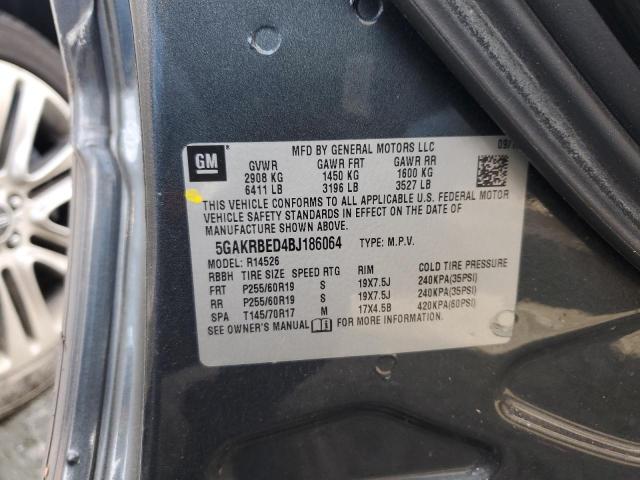 MFD BY GENERAL MOTORS LLC 09/
GM
GVWR GAWR FRT GAWR RR
2908 KG 1450 KG 1600 KG
6411 LB 3196 LB 3527 LB
THIS VEHICLE CONFORMS TO ALL APPLICABLE U.S. FEDERAL MOTOR
VEHICLE SAFETY STANDARDS IN EFFECT ON THE DATE OF
MANUFACTURE SHOWN ABOVE.
5GAKRBED4BJ186064 TYPE: M.P.V.
MODEL: R14526
RBBH TIRE SIZE SPEED RTG RIM COLD TIRE PRESSURE
FRT P255/60R19 S 19X7.5J 240KPA(35PSI)
RR P255/60R19 S 19X7.5J 240KPA(35PSI)
SPA T145/70R17 M 17X4.5B 420KPA(60PSI)
SEE OWNER'S MANUAL FOR MORE INFORMATION.